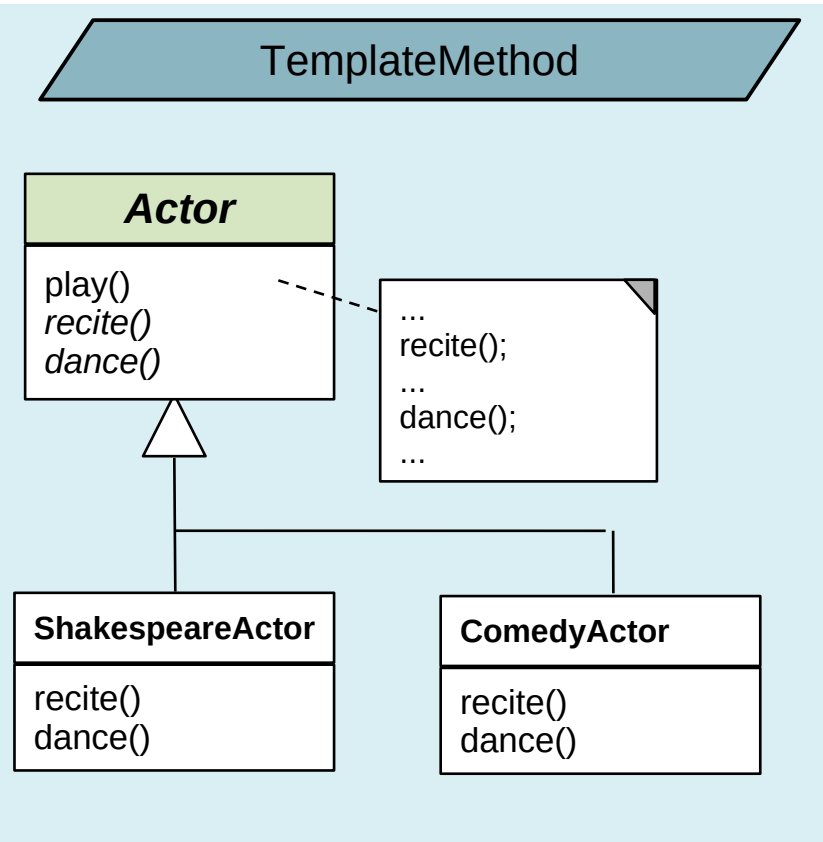 TemplateMethod
Actor
play()
recite()
dance()
...
recite();
...
dance();
...
ShakespeareActor
recite()
dance()
ComedyActor
recite()
dance()